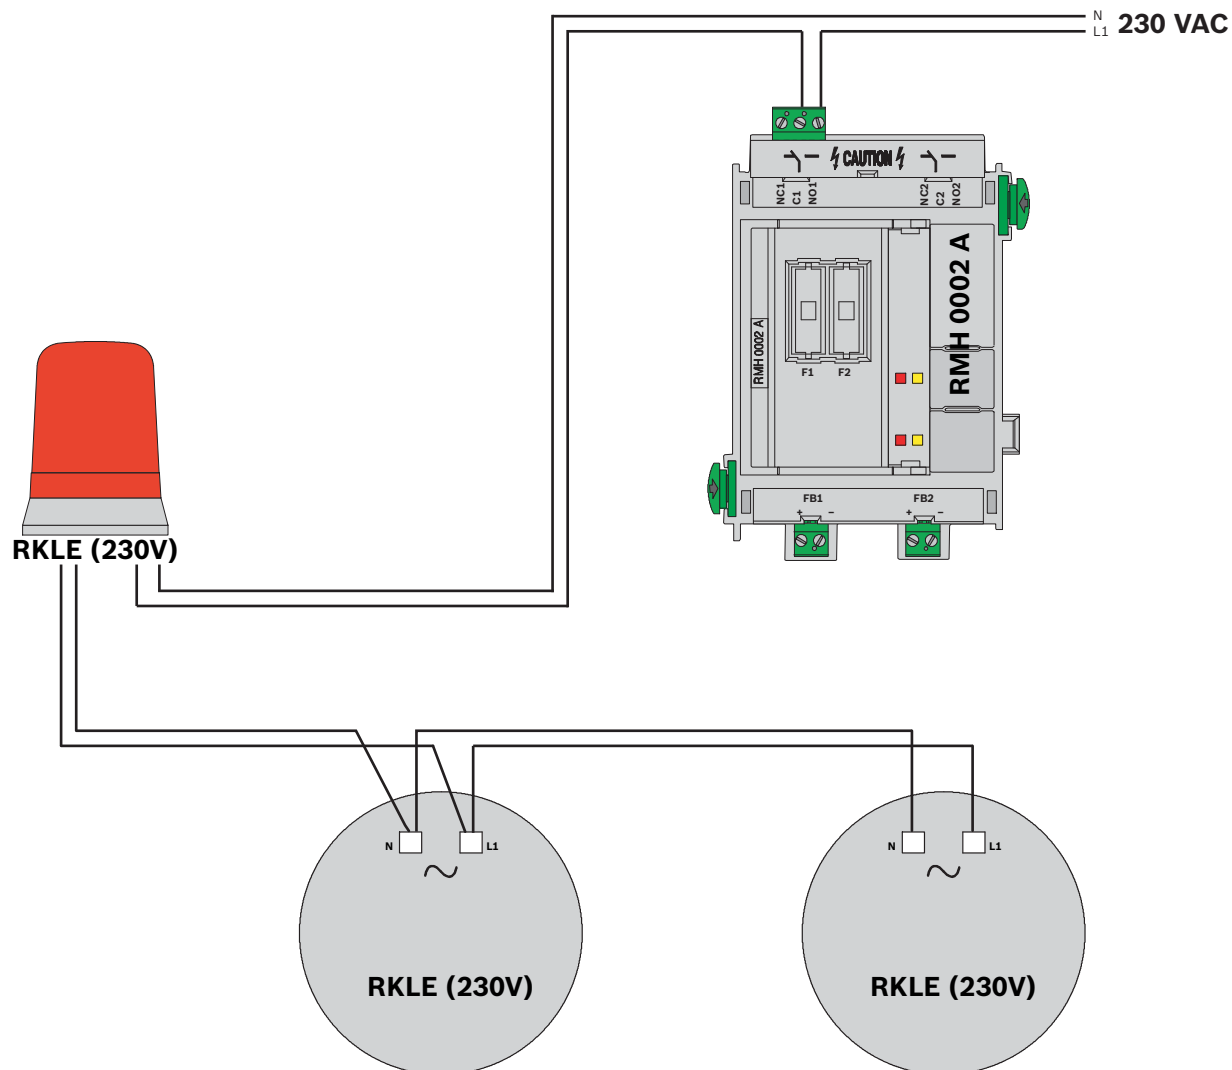 N
L1 230 VAC
CAUTION
NC1 C1 NO1 NC2 C2 NO2
RMH 0002 A
RMH 0002 A
F1 F2
FB1 FB2
+ − + −
RKLE (230V)
N L1 N L1
RKLE (230V) RKLE (230V)